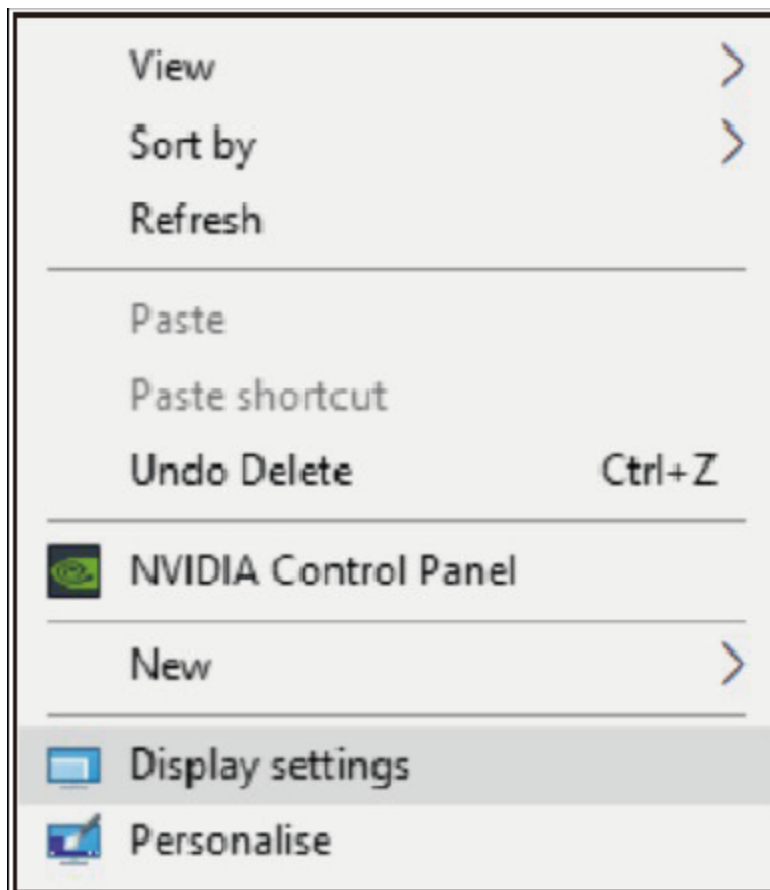 View
Sort by
Refresh
Paste
Paste shortcut
Undo Delete Ctrl+Z
NVIDIA Control Panel
New
Display settings
Personalise